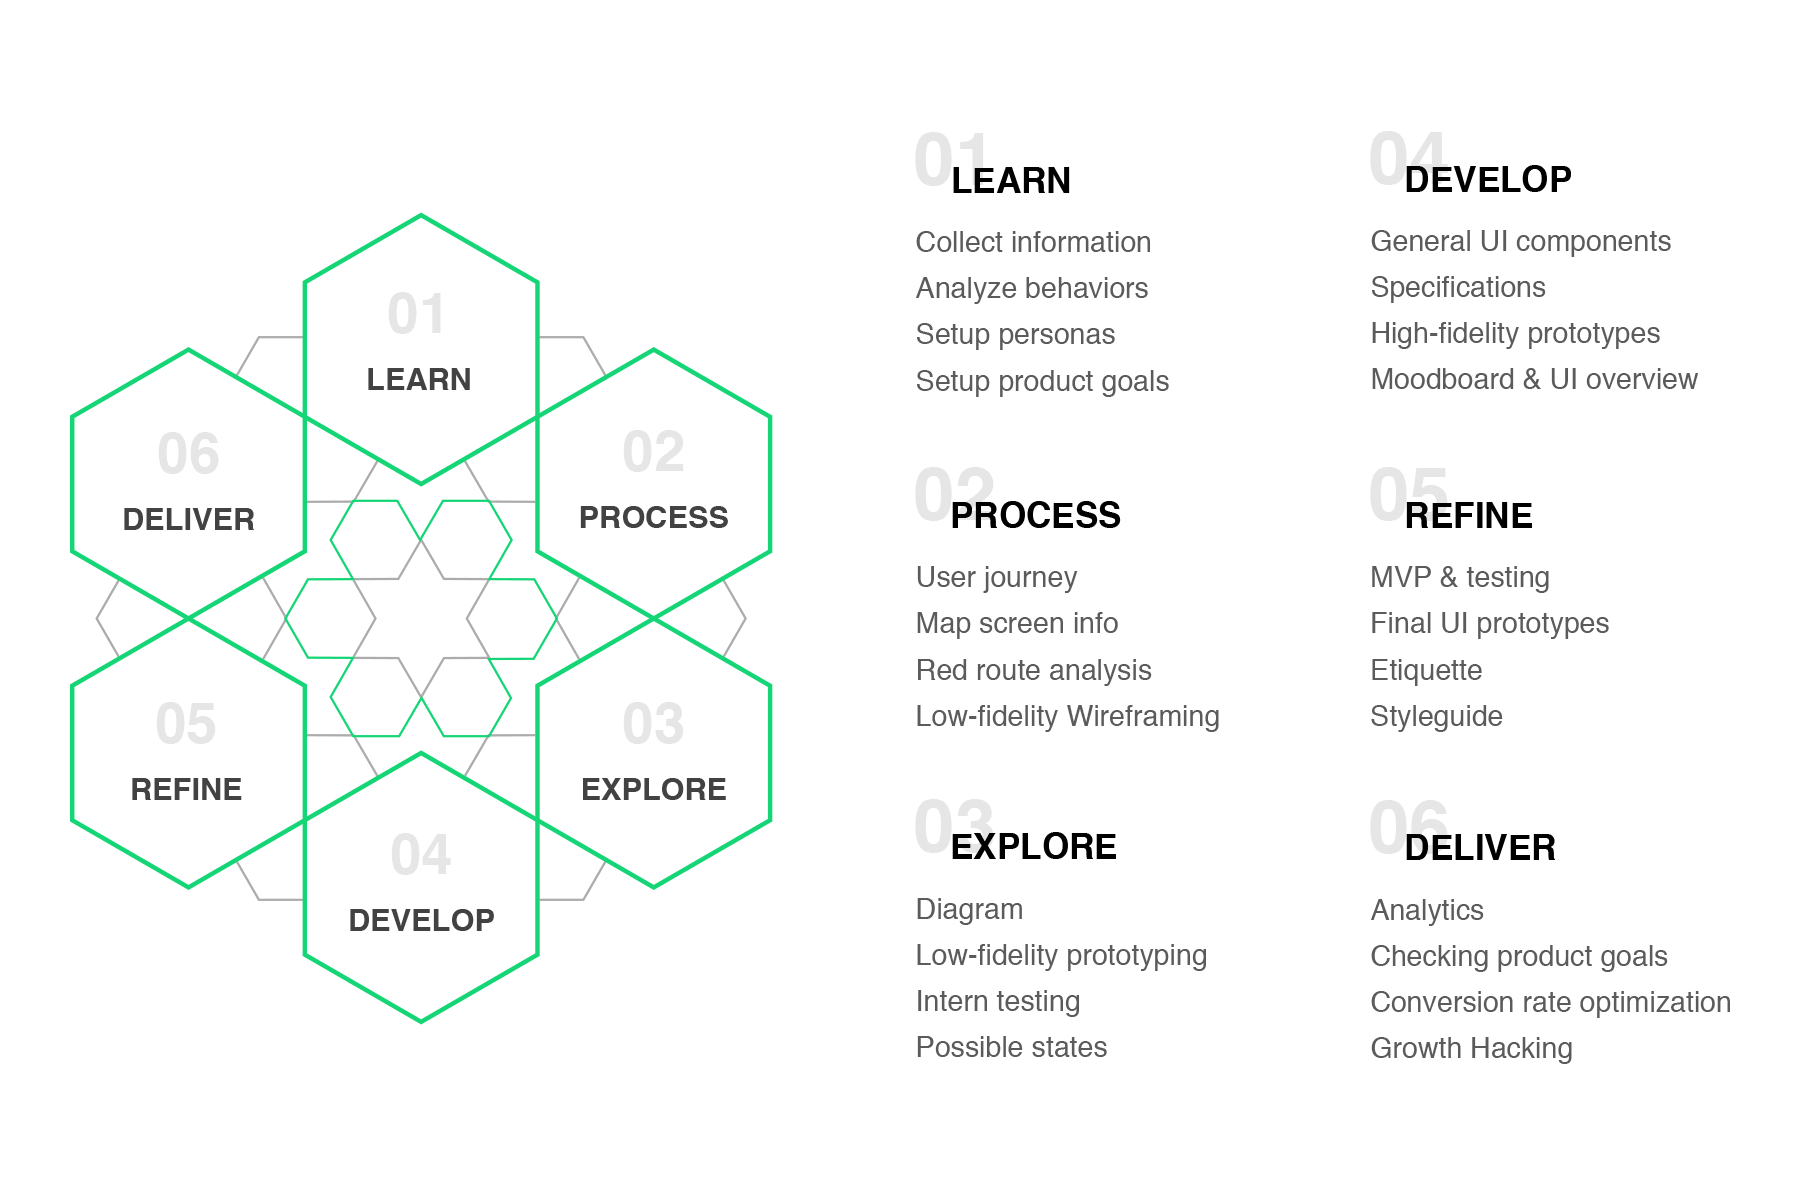 01
LEARN
02
PROCESS
03
EXPLORE
04
DEVELOP
05
REFINE
06
DELIVER
01
LEARN
Collect information
Analyze behaviors
Setup personas
Setup product goals
02
PROCESS
User journey
Map screen info
Red route analysis
Low-fidelity Wireframing
03
EXPLORE
Diagram
Low-fidelity prototyping
Intern testing
Possible states
04
DEVELOP
General UI components
Specifications
High-fidelity prototypes
Moodboard & UI overview
05
REFINE
MVP & testing
Final UI prototypes
Etiquette
Styleguide
06
DELIVER
Analytics
Checking product goals
Conversion rate optimization
Growth Hacking